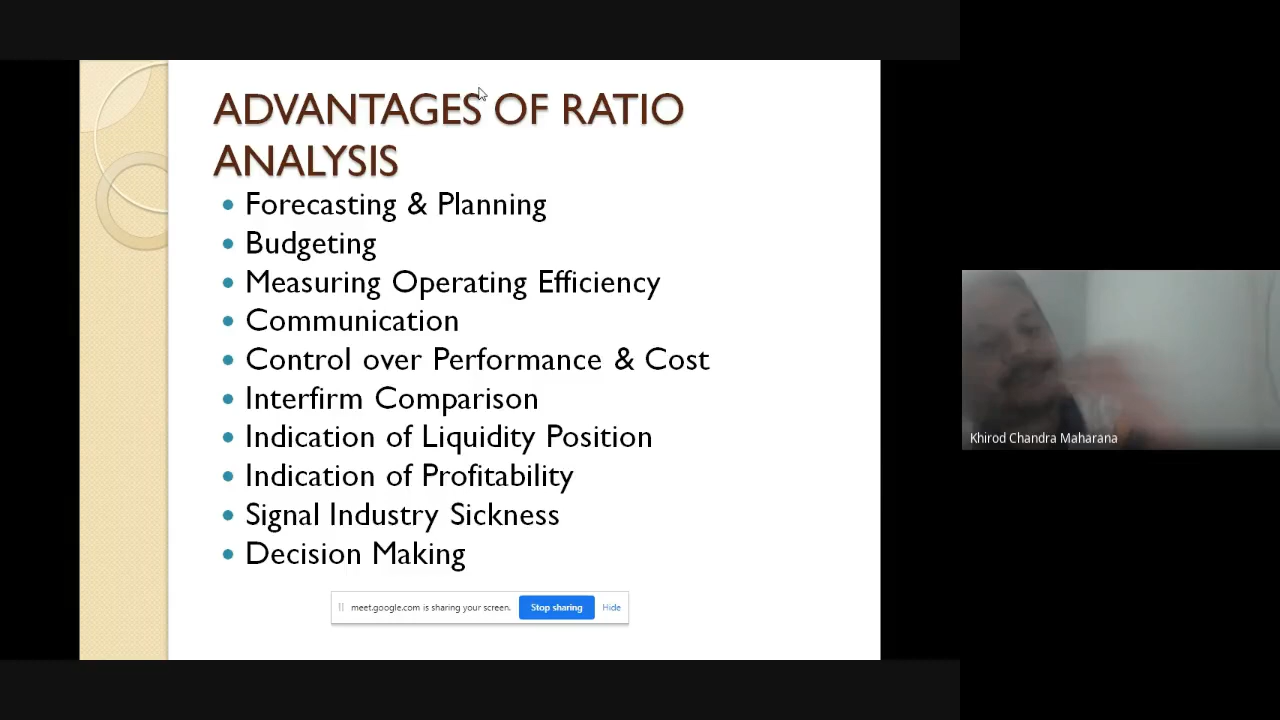 ADVANTAGES OF RATIO
ANALYSIS
Forecasting & Planning
Budgeting
Measuring Operating Efficiency
Communication
Control over Performance & Cost
Interfirm Comparison
Indication of Liquidity Position
Indication of Profitability
Signal Industry Sickness
Decision Making
meet.google.com is sharing your screen. Stop sharing Hide
Khirod Chandra Maharana